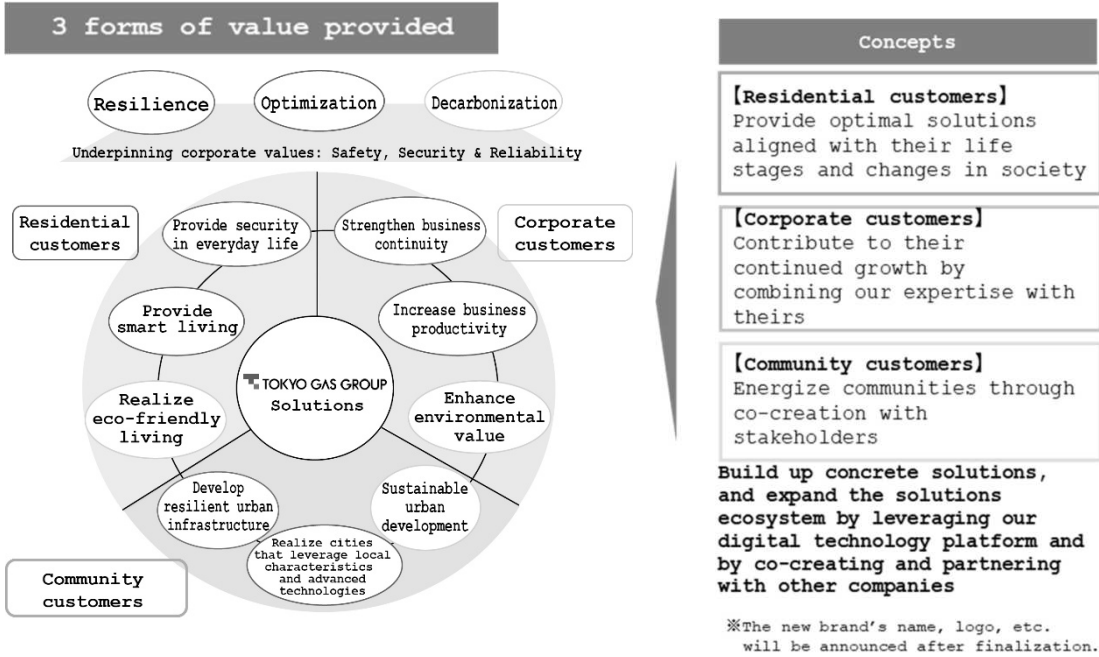 3 forms of value provided
Resilience
Optimization
Decarbonization
Underpinning corporate values: Safety, Security & Reliability
Residential
customers
Corporate
customers
Provide security
in everyday life
Strengthen business
continuity
Provide
smart living
Increase business
productivity
TOKYO GAS GROUP
Solutions
Realize
eco-friendly
living
Enhance
environmental
value
Develop
resilient urban
infrastructure
Sustainable
urban
development
Realize cities
that leverage local
characteristics
and advanced
technologies
Community
customers
Concepts
【Residential customers】
Provide optimal solutions
aligned with their life
stages and changes in society
【Corporate customers】
Contribute to their
continued growth by
combining our expertise with
theirs
【Community customers】
Energize communities through
co-creation with
stakeholders
Build up concrete solutions,
and expand the solutions
ecosystem by leveraging our
digital technology platform and
by co-creating and partnering
with other companies
※The new brand's name, logo, etc.
will be announced after finalization.